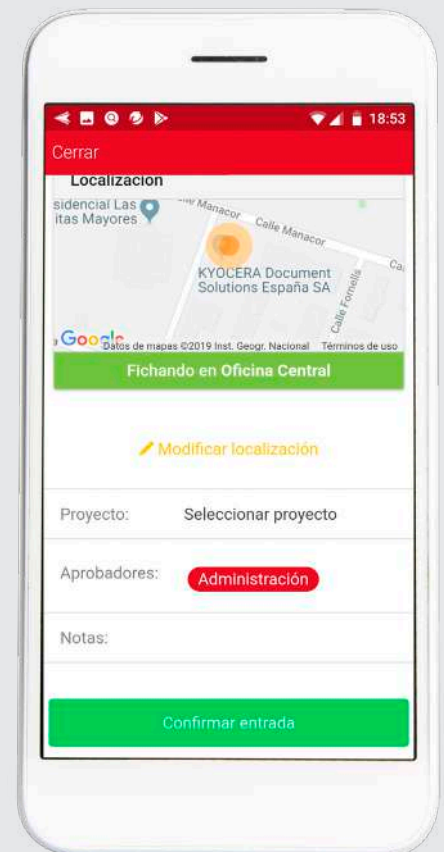 18:53
Cerrar
Localización
sidencial Las
itas Mayores
Calle Manacor
Calle Manacor
KYOCERA Document
Solutions España SA
Calle Fornells
Google
Datos de mapas ©2019 Inst. Geogr. Nacional Términos de uso
Fichando en Oficina Central
Modificar localización
Proyecto: Seleccionar proyecto
Aprobadores: Administración
Notas:
Confirmar entrada